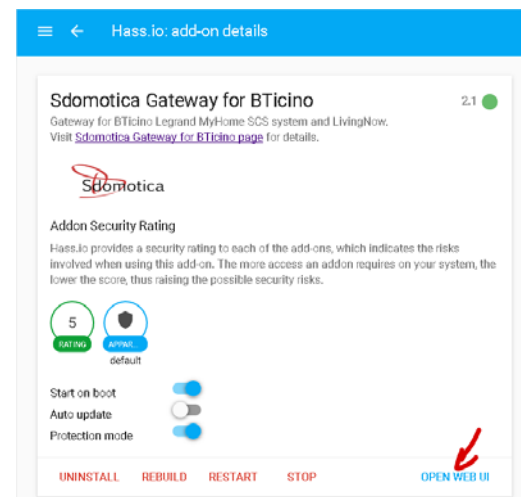 Hass.io: add-on details
Sdomotica Gateway for BTicino 2.1
Gateway for BTicino Legrand MyHome SCS system and LivingNow.
Visit Sdomotica Gateway for BTicino page for details.
Sdomotica
Addon Security Rating
Hass.io provides a security rating to each of the add-ons, which indicates the risks
involved when using this add-on. The more access an addon requires on your system, the
lower the score, thus raising the possible security risks.
5
RATING APPAR...
default
Start on boot
Auto update
Protection mode
UNINSTALL REBUILD RESTART STOP OPEN WEB UI